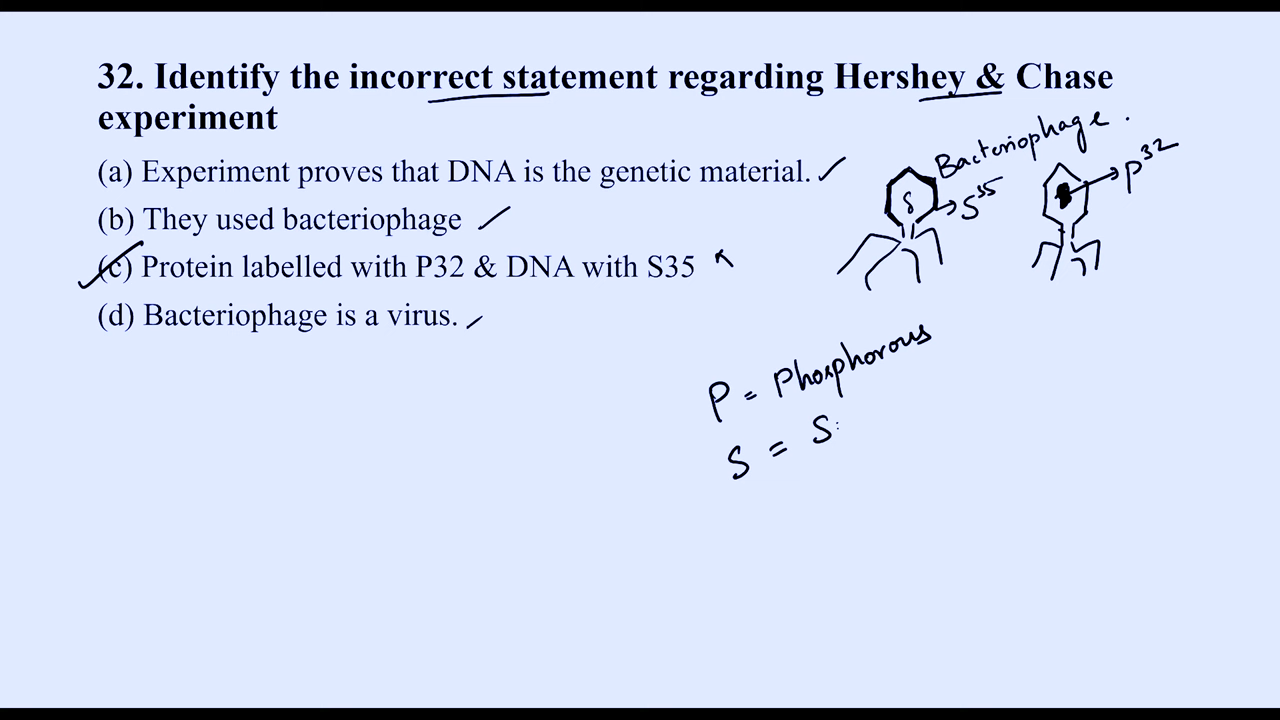 32. Identify the incorrect statement regarding Hershey & Chase
experiment
(a) Experiment proves that DNA is the genetic material.
(b) They used bacteriophage
(c) Protein labelled with P32 & DNA with S35
(d) Bacteriophage is a virus.
Bacteriophage.
S35
P32
P = Phosphorous
S = S